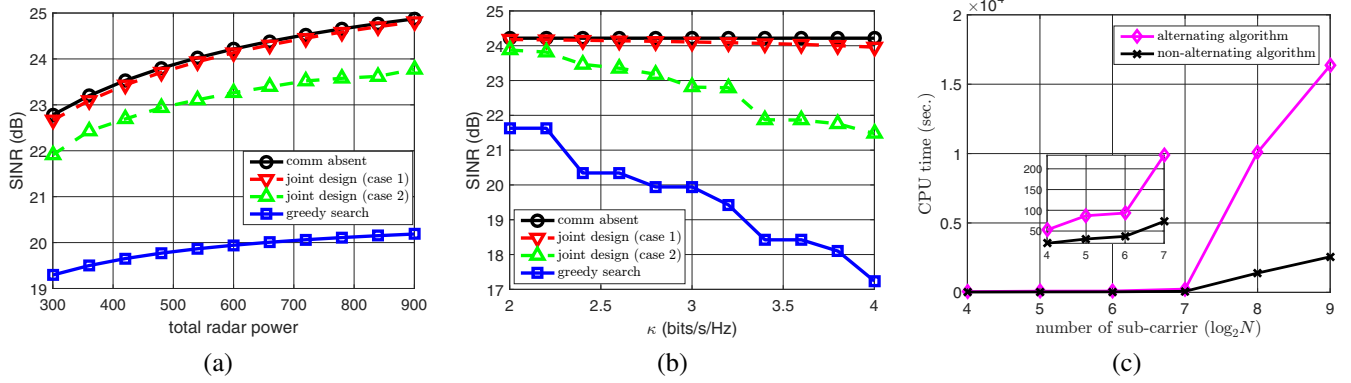 25
24
23
22
21
20
19
SINR (dB)
300 400 500 600 700 800 900
total radar power
comm absent
joint design (case 1)
joint design (case 2)
greedy search
(a)
25
24
23
22
21
20
19
18
17
SINR (dB)
2 2.5 3 3.5 4
κ (bits/s/Hz)
comm absent
joint design (case 1)
joint design (case 2)
greedy search
(b)
×10⁴
2
1.5
1
0.5
0
CPU time (sec.)
4 5 6 7 8 9
number of sub-carrier (log₂N)
alternating algorithm
non-alternating algorithm
200
150
100
50
4 5 6 7
(c)